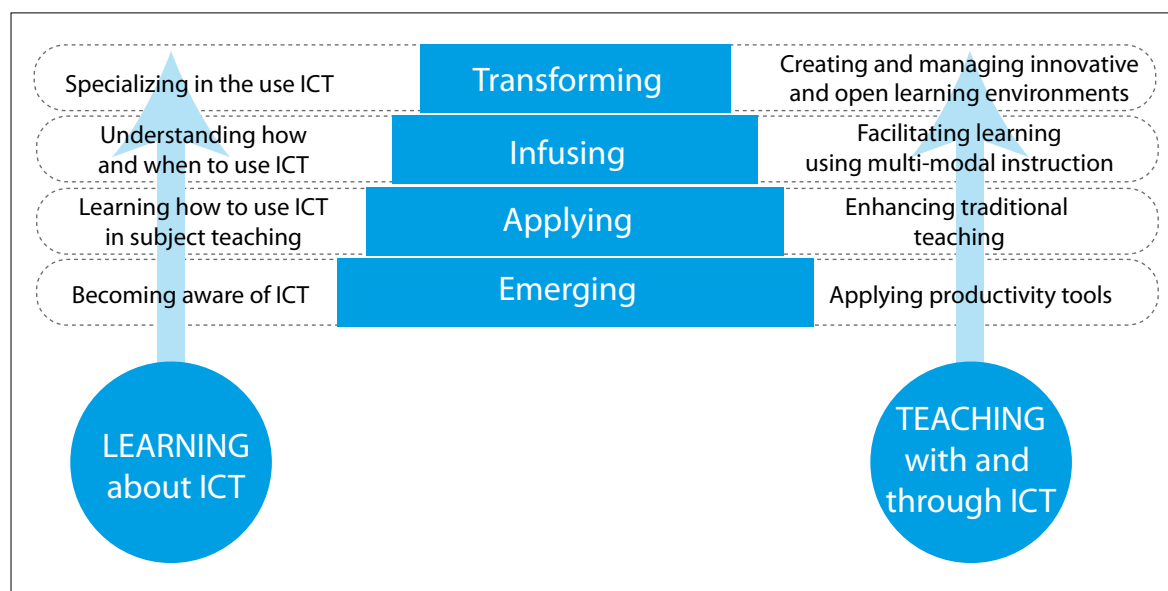 Specializing in the use ICT
Transforming
Creating and managing innovative
and open learning environments
Understanding how
and when to use ICT
Infusing
Facilitating learning
using multi-modal instruction
Learning how to use ICT
in subject teaching
Applying
Enhancing traditional
teaching
Becoming aware of ICT
Emerging
Applying productivity tools
LEARNING
about ICT
TEACHING
with and
through ICT